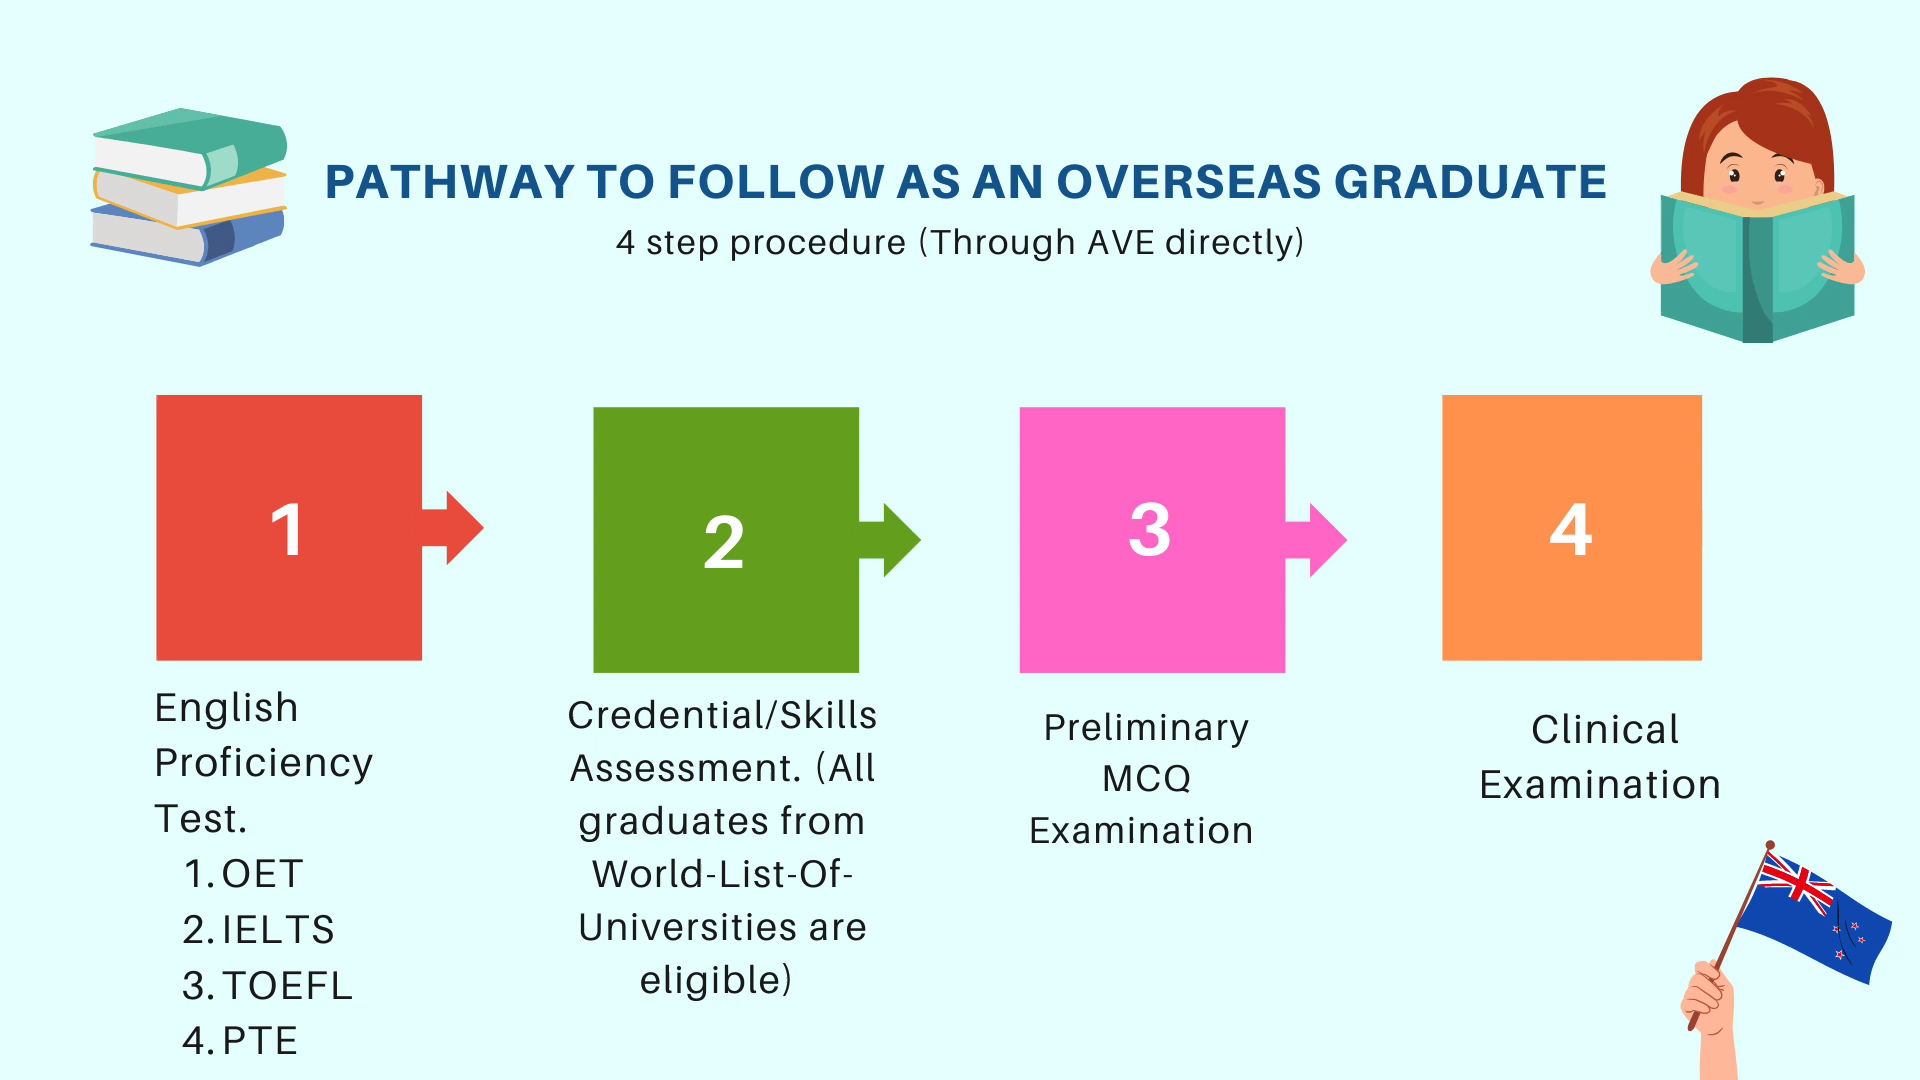 PATHWAY TO FOLLOW AS AN OVERSEAS GRADUATE
4 step procedure (Through AVE directly)
1
English
Proficiency
Test.
1. OET
2. IELTS
3. TOEFL
4. PTE
2
Credential/Skills
Assessment. (All
graduates from
World-List-Of-
Universities are
eligible)
3
Preliminary
MCQ
Examination
4
Clinical
Examination